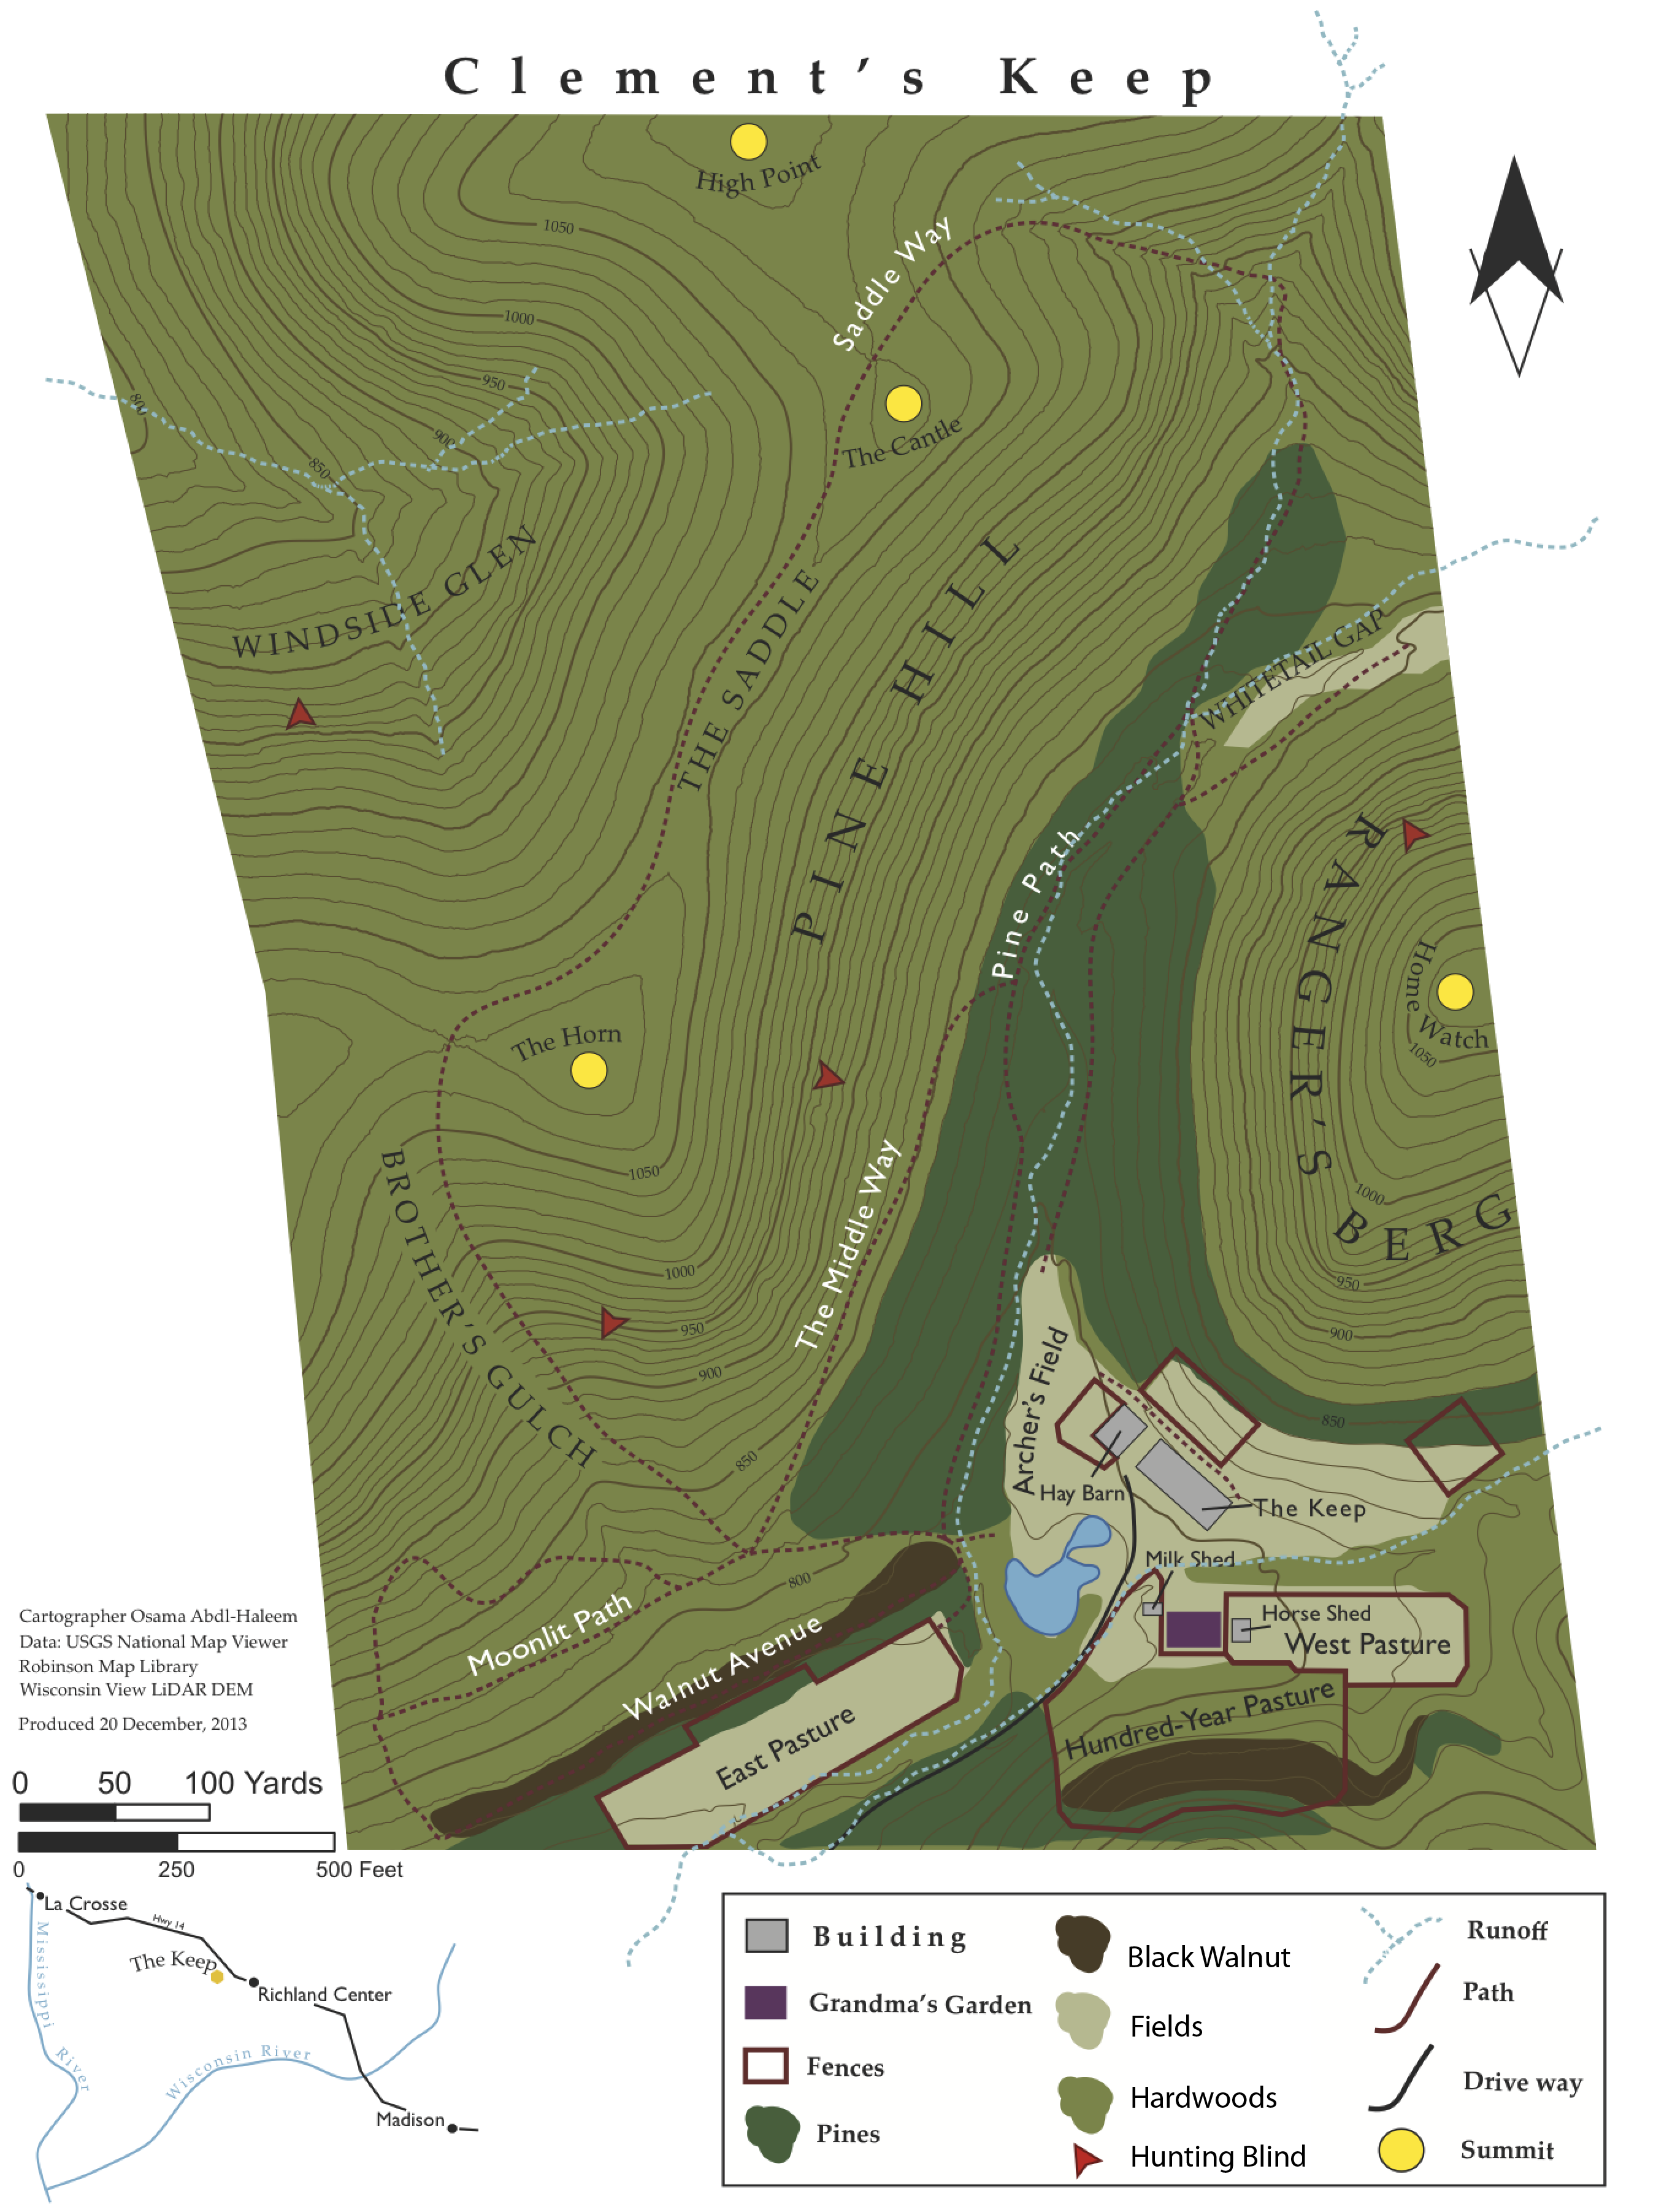 Clement's Keep
High Point
1050
Saddle Way
1000
950
The Cantle
800
900
850
WINDSIDE GLEN
THE SADDLE
PINE HILL
WHITETAIL GAP
Pine Path
RANGER'S
BERG
Home Watch
1050
The Horn
1050
BROTHER'S GULCH
The Middle Way
1000
1000
950
950
900
900
850
850
Archer's Field
Hay Barn
The Keep
Milk Shed
800
Horse Shed
West Pasture
Moonlit Path
Walnut Avenue
East Pasture
Hundred-Year Pasture
Cartographer Osama Abdl-Haleem
Data: USGS National Map Viewer
Robinson Map Library
Wisconsin View LiDAR DEM
Produced 20 December, 2013
0 50 100 Yards
0 250 500 Feet
La Crosse
Hwy 14
The Keep
Richland Center
Mississippi River
Wisconsin River
Madison
Building
Grandma's Garden
Fences
Pines
Black Walnut
Fields
Hardwoods
Hunting Blind
Runoff
Path
Drive way
Summit